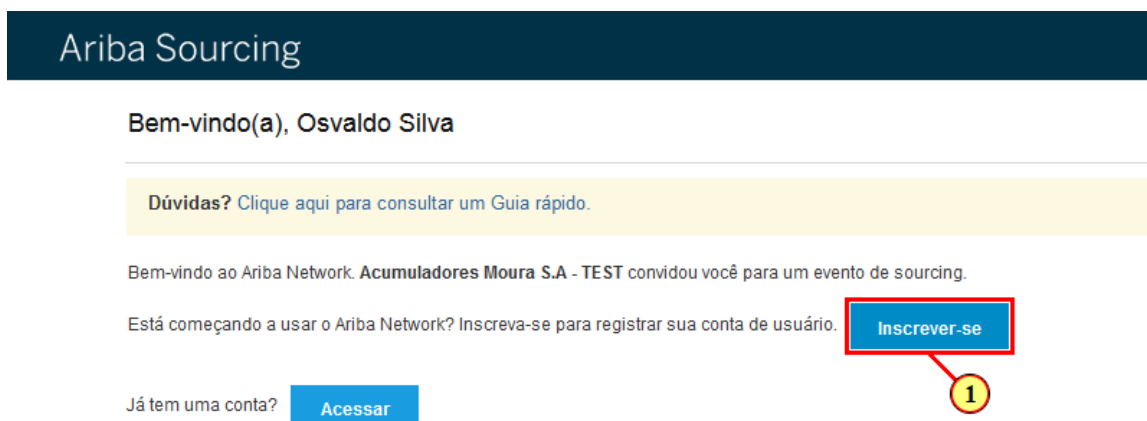 Ariba Sourcing
Bem-vindo(a), Osvaldo Silva
Dúvidas? Clique aqui para consultar um Guia rápido.
Bem-vindo ao Ariba Network. Acumuladores Moura S.A - TEST convidou você para um evento de sourcing.
Está começando a usar o Ariba Network? Inscreva-se para registrar sua conta de usuário. Inscrever-se
1
Já tem uma conta? Acessar